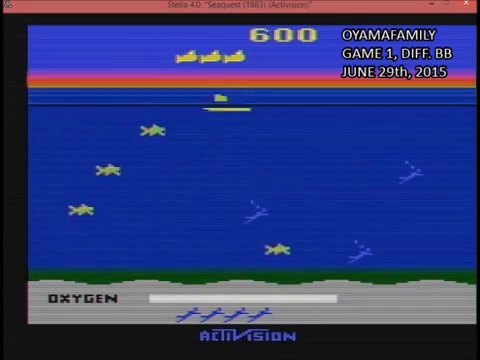 Stella 4.0: "Seaquest (1983) (Activision)"
600
OYAMAFAMILY
GAME 1, DIFF. BB
JUNE 29th, 2015
OXYGEN
ACTIVISION